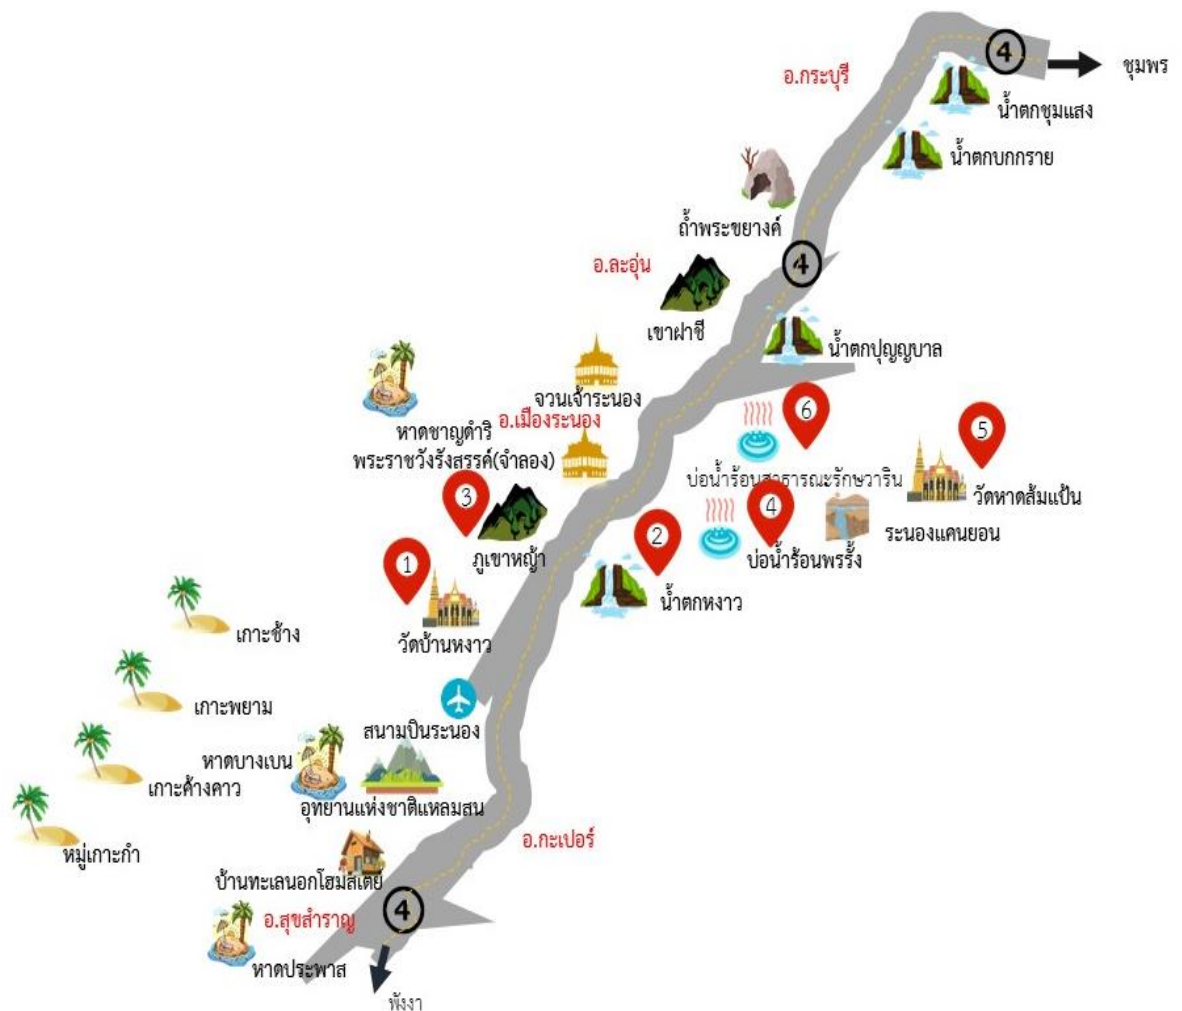 4
ชุมพร
อ.กระบุรี
น้ำตกชุมแสง
น้ำตกบกกราย
ถ้ำพระขยางค์
4
อ.ละอุ่น
เขาฝาชี
น้ำตกปุญญบาล
จวนเจ้าระนอง
อ.เมืองระนอง
หาดชาญดำริ
พระราชวังรังสรรค์(จำลอง)
6
5
บ่อน้ำร้อนสาธารณะรักษวาริน
วัดหาดส้มแป้น
3
4
ระนองแคนยอน
ภูเขาหญ้า
2
บ่อน้ำร้อนพรรั้ง
1
น้ำตกหงาว
วัดบ้านหงาว
เกาะช้าง
เกาะพยาม
สนามบินระนอง
หาดบางเบน
เกาะค้างคาว
อุทยานแห่งชาติแหลมสน
หมู่เกาะกำ
อ.กะเปอร์
บ้านทะเลนอกโฮมสเตย์
4
อ.สุขสำราญ
หาดประพาส
พังงา